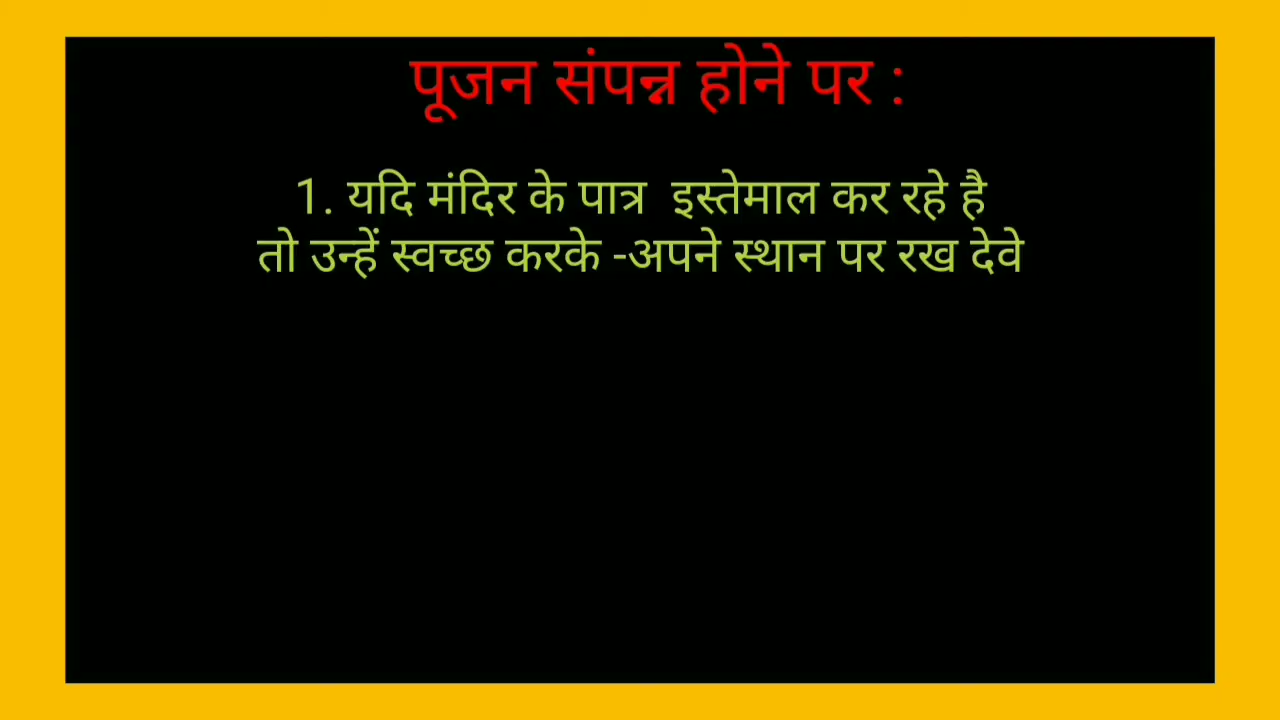 पूजन संपन्न होने पर :
1. यदि मंदिर के पात्र  इस्तेमाल कर रहे है
तो उन्हें स्वच्छ करके -अपने स्थान पर रख देवे